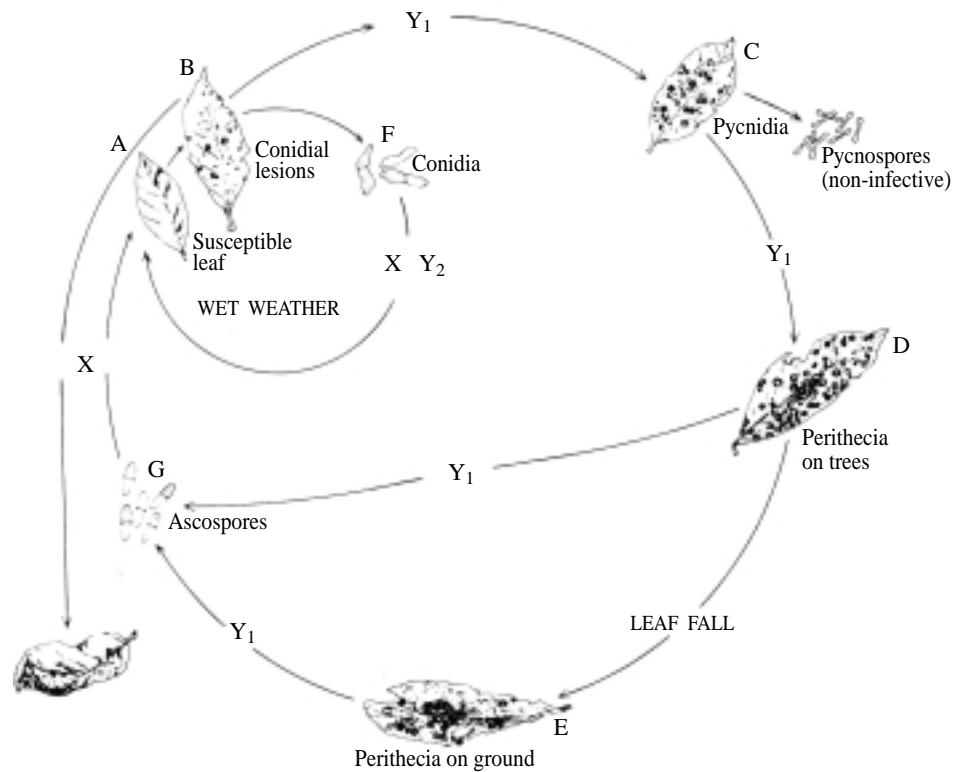 Y1
C
B
A
F
Pycnidia
Conidial
lesions
Conidia
Pycnospores
(non-infective)
Susceptible
leaf
Y1
X Y2
WET WEATHER
D
X
Perithecia
on trees
G
Y1
Ascospores
LEAF FALL
Y1
E
Perithecia on ground